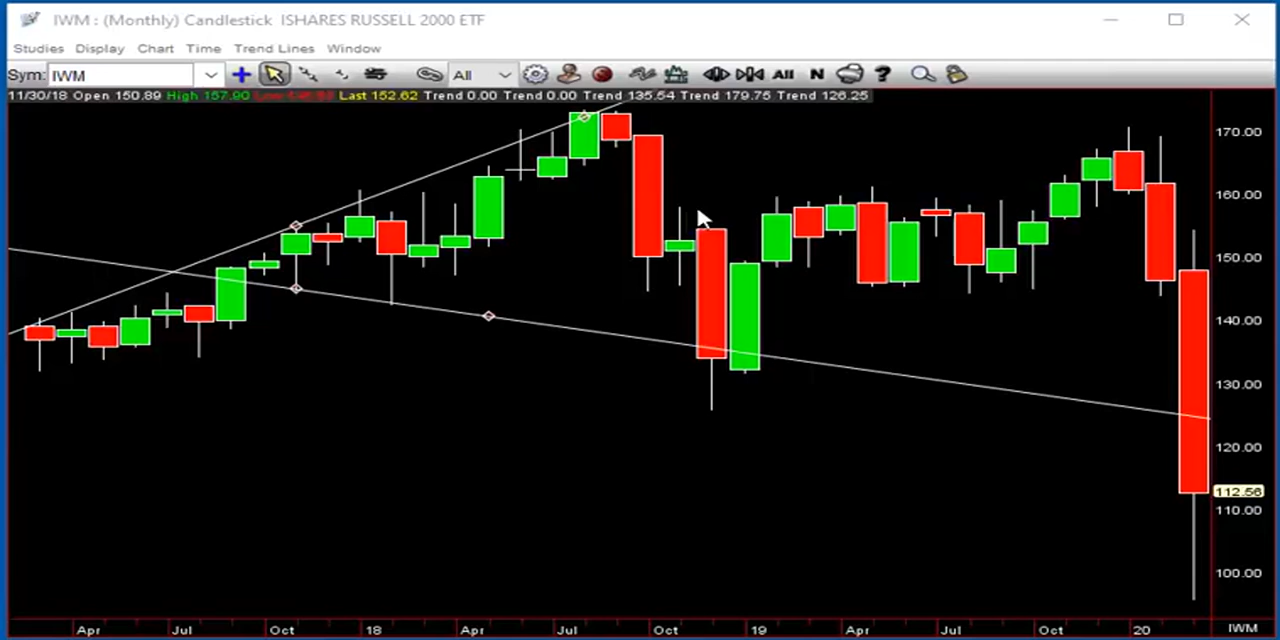 IWM : (Monthly) Candlestick ISHARES RUSSELL 2000 ETF
Studies Display Chart Time Trend Lines Window
Sym: IWM All All N ?
11/30/18 Open 150.89 High 157.90 Last 152.62 Trend 0.00 Trend 0.00 Trend 135.54 Trend 179.75 Trend 126.25
170.00
160.00
150.00
140.00
130.00
120.00
112.56
110.00
100.00
Apr Jul Oct 18 Apr Jul Oct 19 Apr Jul Oct 20 IWM